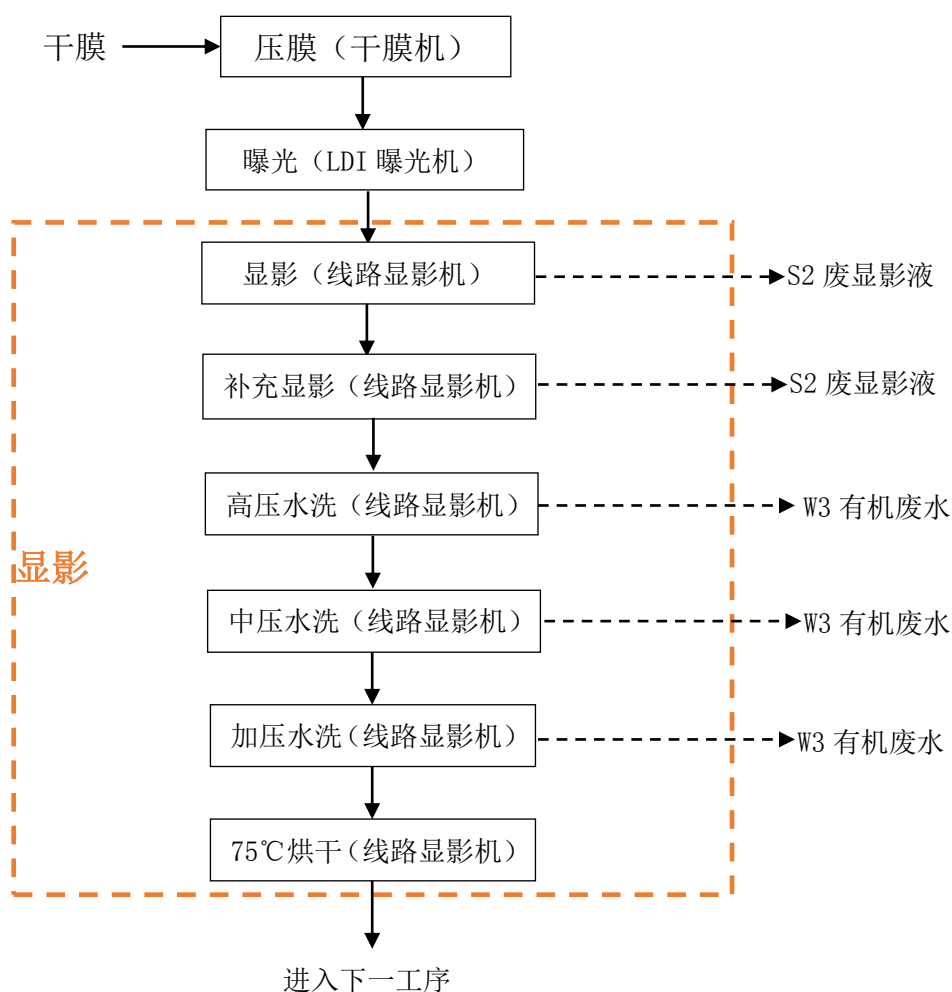 干膜
压膜（干膜机）
曝光（LDI 曝光机）
显影（线路显影机）
S2 废显影液
补充显影（线路显影机）
S2 废显影液
高压水洗（线路显影机）
W3 有机废水
显影
中压水洗（线路显影机）
W3 有机废水
加压水洗（线路显影机）
W3 有机废水
75℃烘干（线路显影机）
进入下一工序